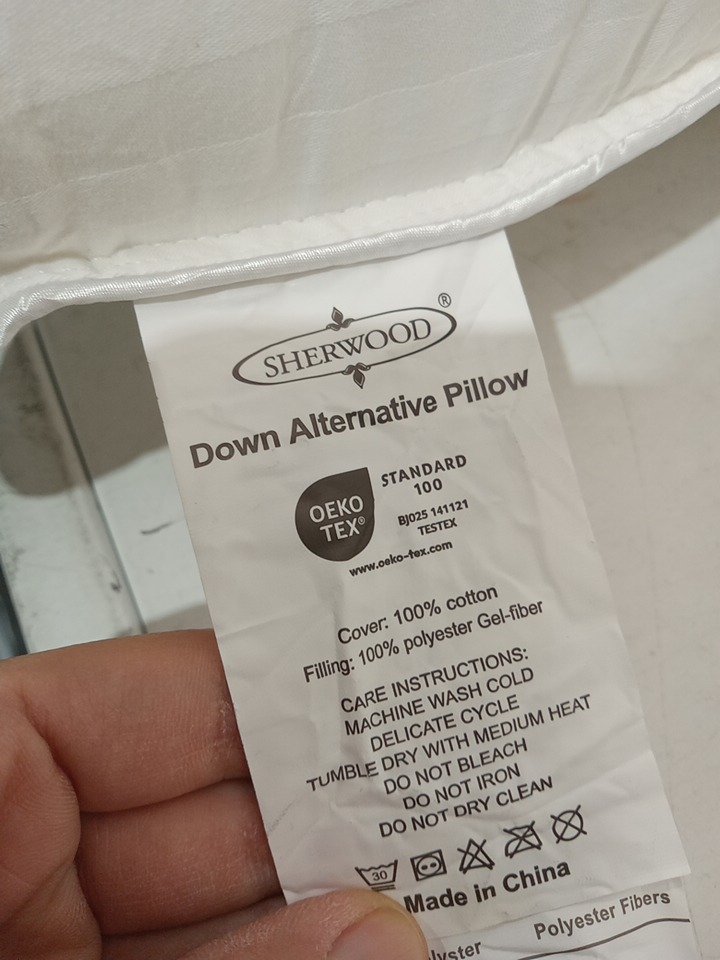 SHERWOOD®
Down Alternative Pillow
OEKO
TEX®
STANDARD
100
BJ025 141121
TESTEX
www.oeko-tex.com
Cover: 100% cotton
Filling: 100% polyester Gel-fiber
CARE INSTRUCTIONS:
MACHINE WASH COLD
DELICATE CYCLE
TUMBLE DRY WITH MEDIUM HEAT
DO NOT BLEACH
DO NOT IRON
DO NOT DRY CLEAN
30
Made in China
Polyester Fibers